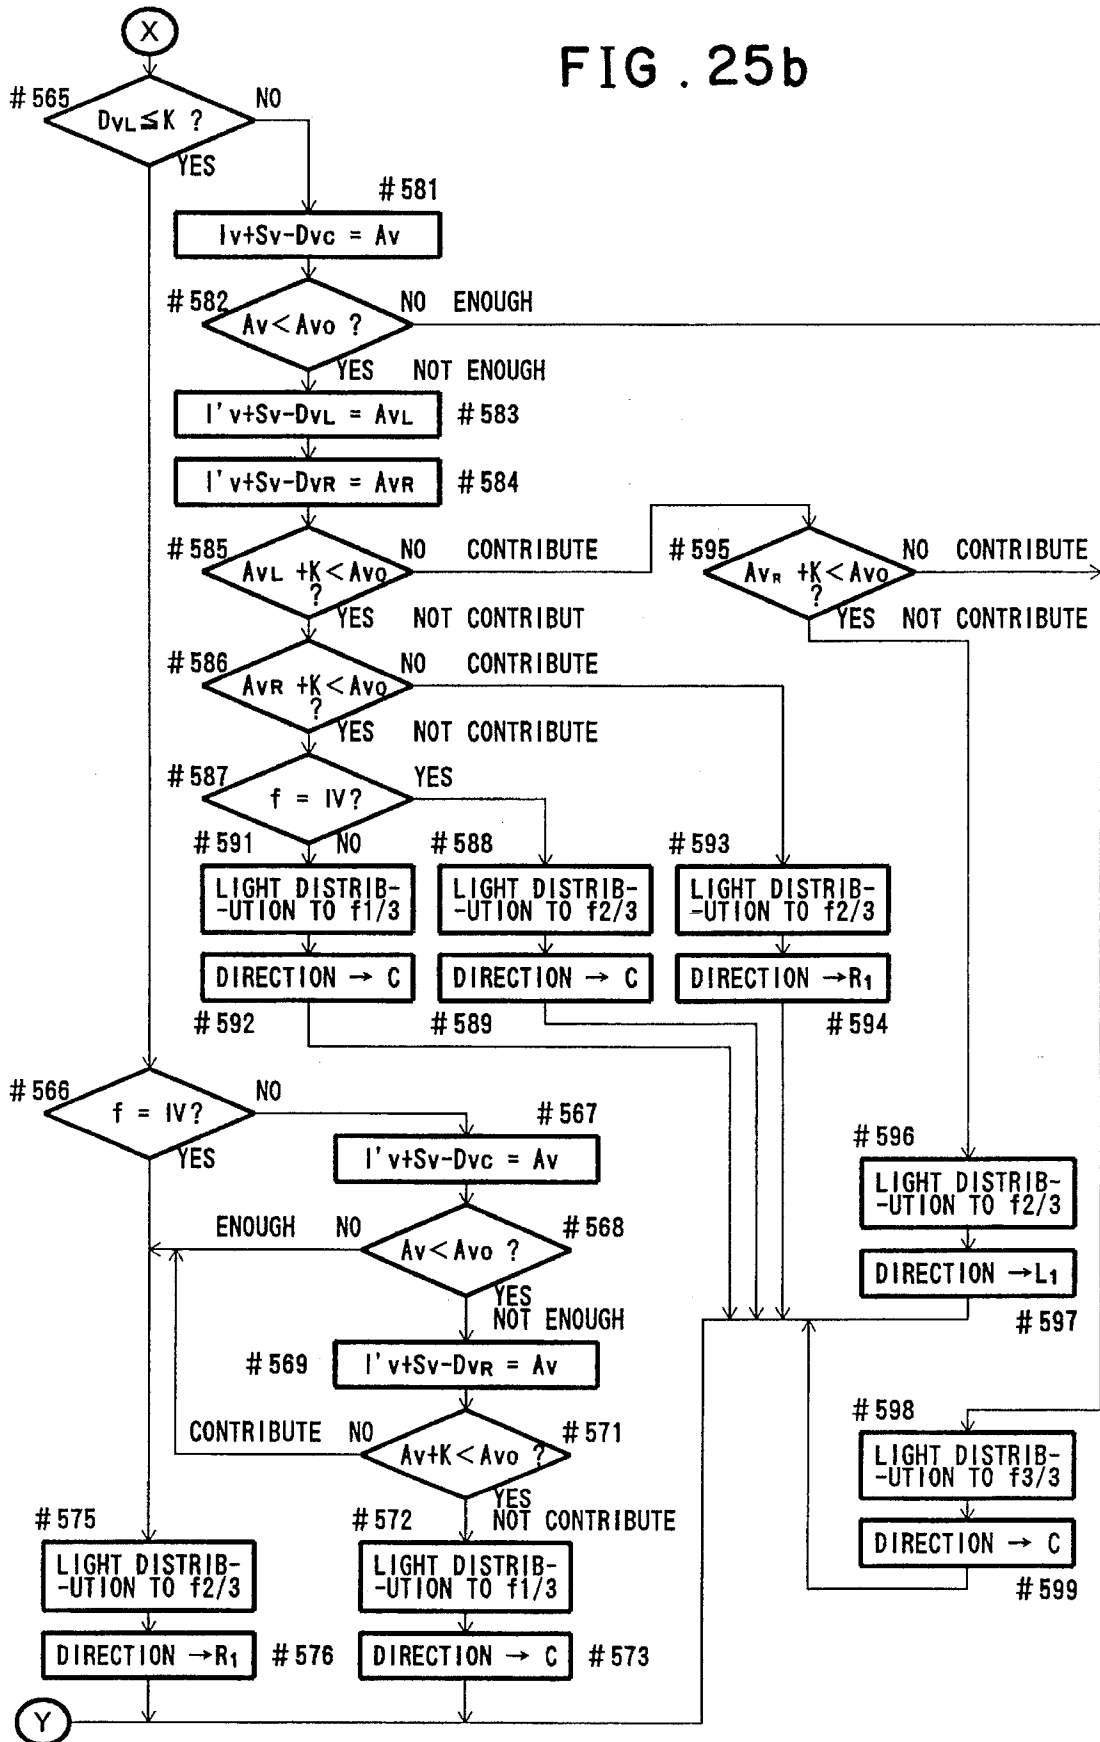 X
FIG. 25b
#565
DVL≦K ?
NO
YES
#581
Iv+Sv-Dvc = Av
#582
Av<Avo ?
NO ENOUGH
YES NOT ENOUGH
I'v+Sv-DvL = AvL
#583
I'v+Sv-DvR = AvR
#584
#585
AvL +K<Avo
?
NO CONTRIBUTE
YES NOT CONTRIBUT
#595
AvR +K<Avo
?
NO CONTRIBUTE
YES NOT CONTRIBUTE
#586
AvR +K<Avo
?
NO CONTRIBUTE
YES NOT CONTRIBUTE
#587
f = IV?
YES
NO
#591
LIGHT DISTRIB-
-UTION TO f1/3
DIRECTION → C
#592
#588
LIGHT DISTRIB-
-UTION TO f2/3
DIRECTION → C
#589
#593
LIGHT DISTRIB-
-UTION TO f2/3
DIRECTION →R1
#594
#566
f = IV?
NO
YES
#567
I'v+Sv-Dvc = Av
#568
Av<Avo ?
ENOUGH NO
YES
NOT ENOUGH
#569
I'v+Sv-DvR = Av
#571
Av+K<Avo ?
CONTRIBUTE NO
YES
NOT CONTRIBUTE
#596
LIGHT DISTRIB-
-UTION TO f2/3
DIRECTION →L1
#597
#598
LIGHT DISTRIB-
-UTION TO f3/3
DIRECTION → C
#599
#575
LIGHT DISTRIB-
-UTION TO f2/3
DIRECTION →R1
#576
#572
LIGHT DISTRIB-
-UTION TO f1/3
DIRECTION → C
#573
Y